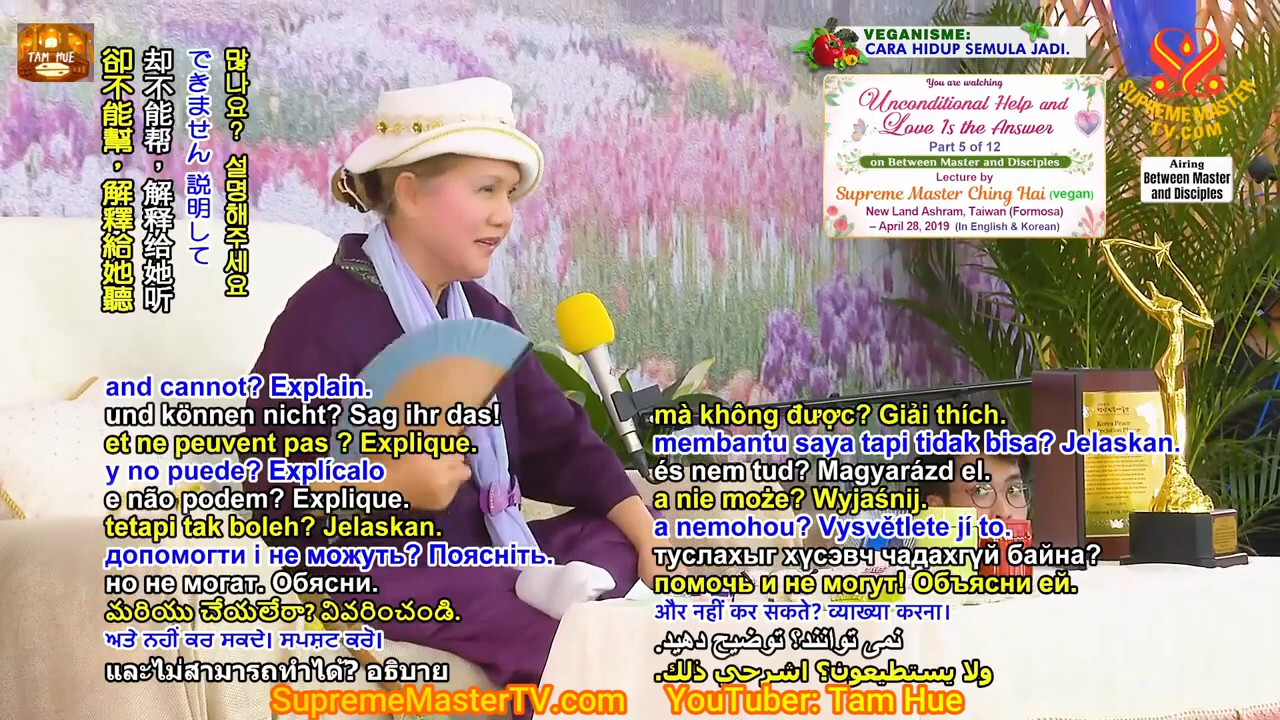 TAM HUE
많나요? 설명해주세요
できません 説明して
却不能帮，解释给她听
卻不能幫，解釋給她聽
VEGANISME:
CARA HIDUP SEMULA JADI.
You are watching
Unconditional Help and
Love Is the Answer
Part 5 of 12
on Between Master and Disciples
Lecture by
Supreme Master Ching Hai (vegan)
New Land Ashram, Taiwan (Formosa)
– April 28, 2019 (In English & Korean)
SUPREME MASTER
TV.COM
Airing
Between Master
and Disciples
and cannot? Explain.
und können nicht? Sag ihr das!
et ne peuvent pas ? Explique.
y no puede? Explícalo
e não podem? Explique.
tetapi tak boleh? Jelaskan.
допомогти і не можуть? Поясніть.
но не могат. Обясни.
మరియు చేయలేరా? వివరించండి.
ਅਤੇ ਨਹੀਂ ਕਰ ਸਕਦੇ। ਸਪਸ਼ਟ ਕਰੋ।
และไม่สามารถทำได้? อธิบาย
mà không được? Giải thích.
membantu saya tapi tidak bisa? Jelaskan.
és nem tud? Magyarázd el.
a nie może? Wyjaśnij.
a nemohou? Vysvětlete jí to.
туслахыг хүсэвч чадахгүй байна?
помочь и не могут! Объясни ей.
और नहीं कर सकते? व्याख्या करना।
نمی توانند؟ توضیح دهید.
ولا يستطيعون؟ اشرحي ذلك.
Korea Peace
SupremeMasterTV.com
YouTuber: Tam Hue